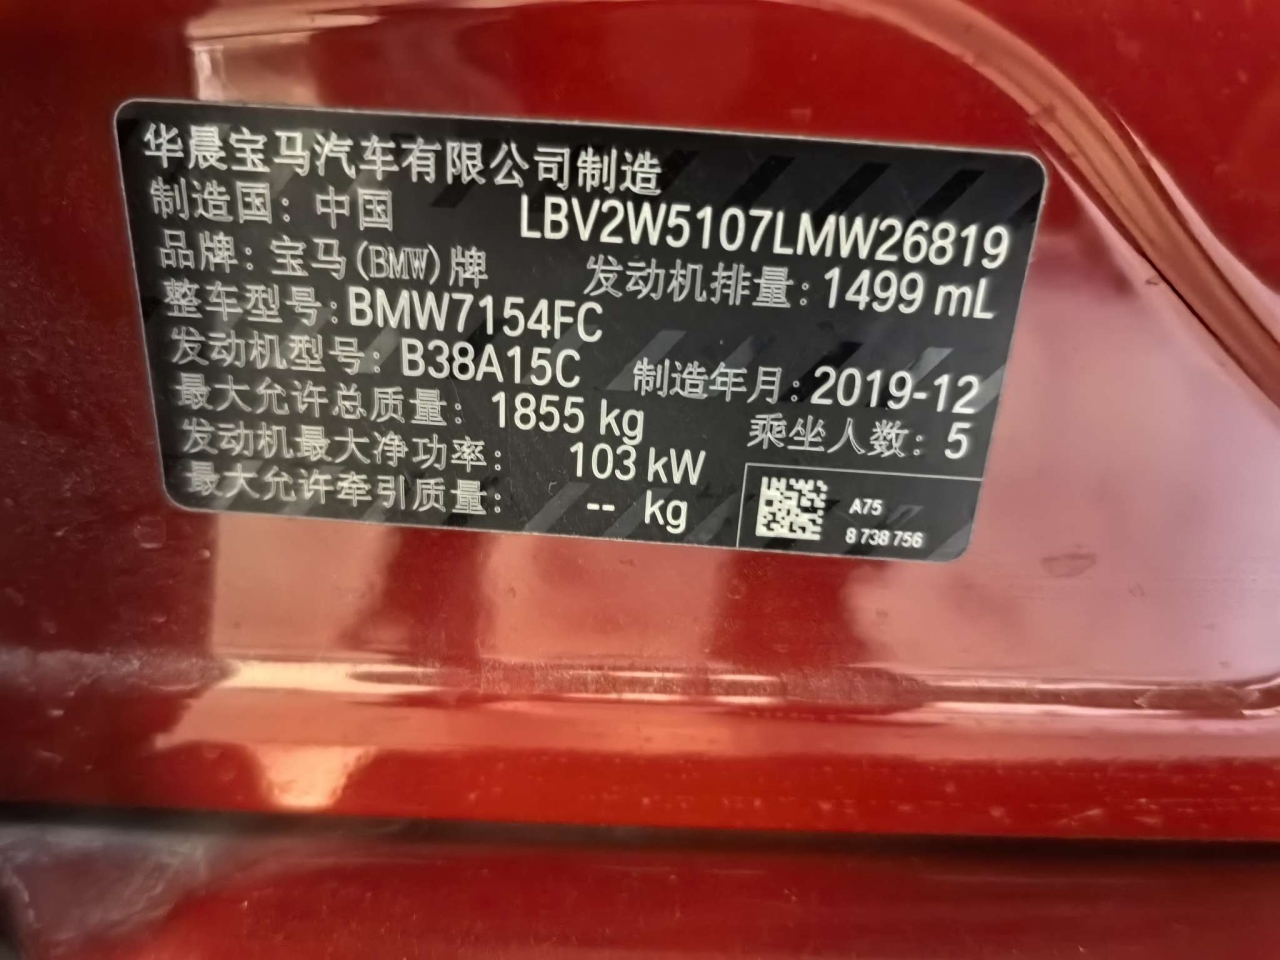 华晨宝马汽车有限公司制造
制造国：中国
LBV2W5107LMW26819
品牌：宝马(BMW)牌
发动机排量：1499 mL
整车型号：BMW7154FC
发动机型号：B38A15C
制造年月：2019-12
最大允许总质量：1855 kg
乘坐人数：5
发动机最大净功率：103 kW
最大允许牵引质量：-- kg
A75
8 738 756